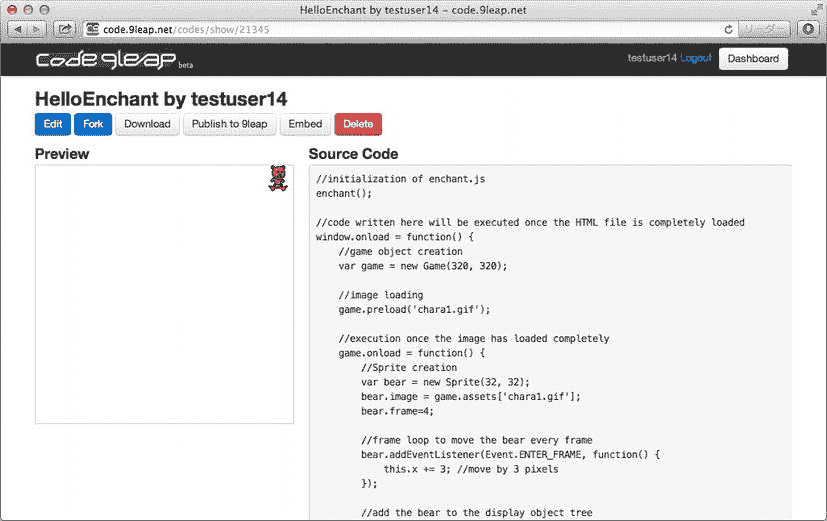 HelloEnchant by testuser14 – code.9leap.net
code.9leap.net/codes/show/21345
リーダー
code 9leap beta
testuser14 Logout Dashboard
HelloEnchant by testuser14
Edit Fork Download Publish to 9leap Embed Delete
Preview
Source Code
//initialization of enchant.js
enchant();
//code written here will be executed once the HTML file is completely loaded
window.onload = function() {
//game object creation
var game = new Game(320, 320);
//image loading
game.preload('chara1.gif');
//execution once the image has loaded completely
game.onload = function() {
//Sprite creation
var bear = new Sprite(32, 32);
bear.image = game.assets['chara1.gif'];
bear.frame=4;
//frame loop to move the bear every frame
bear.addEventListener(Event.ENTER_FRAME, function() {
this.x += 3; //move by 3 pixels
});
//add the bear to the display object tree